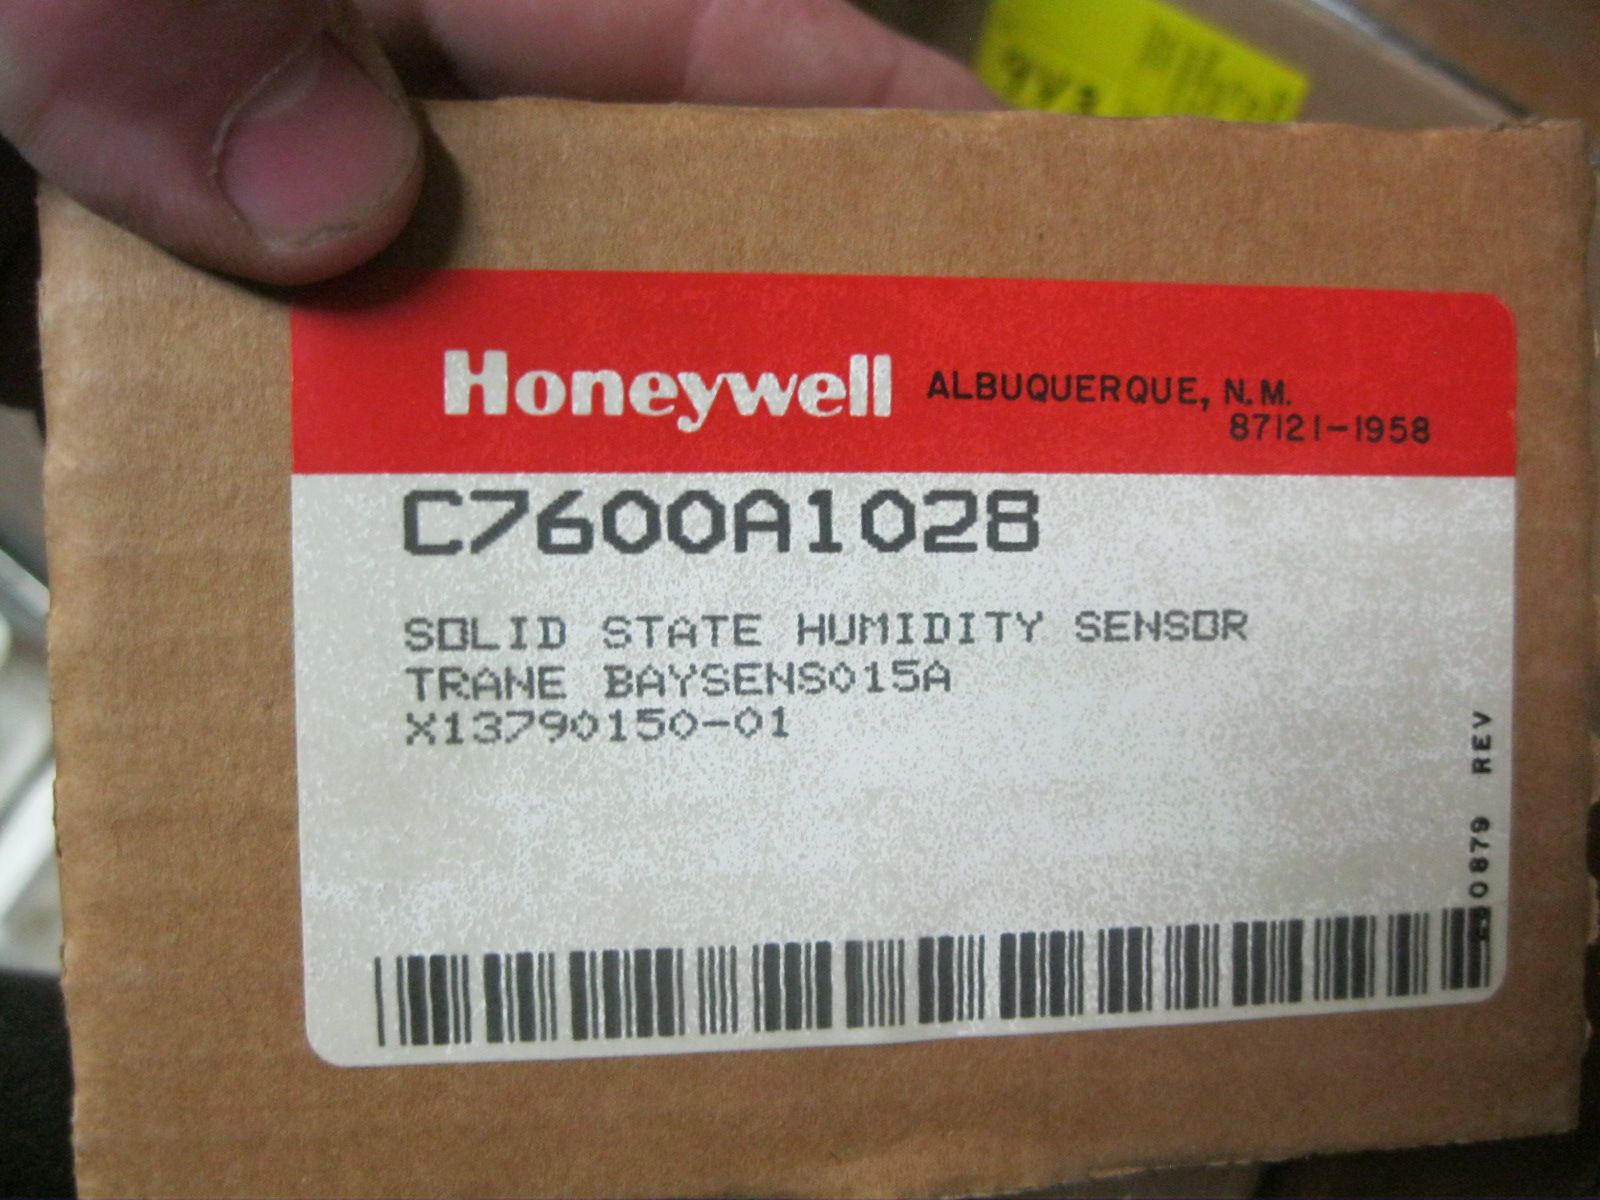 Honeywell ALBUQUERQUE, N.M.
87121-1958
C7600A1028
SOLID STATE HUMIDITY SENSOR
TRANE BAYSENS015A
X13790150-01
0879 REV